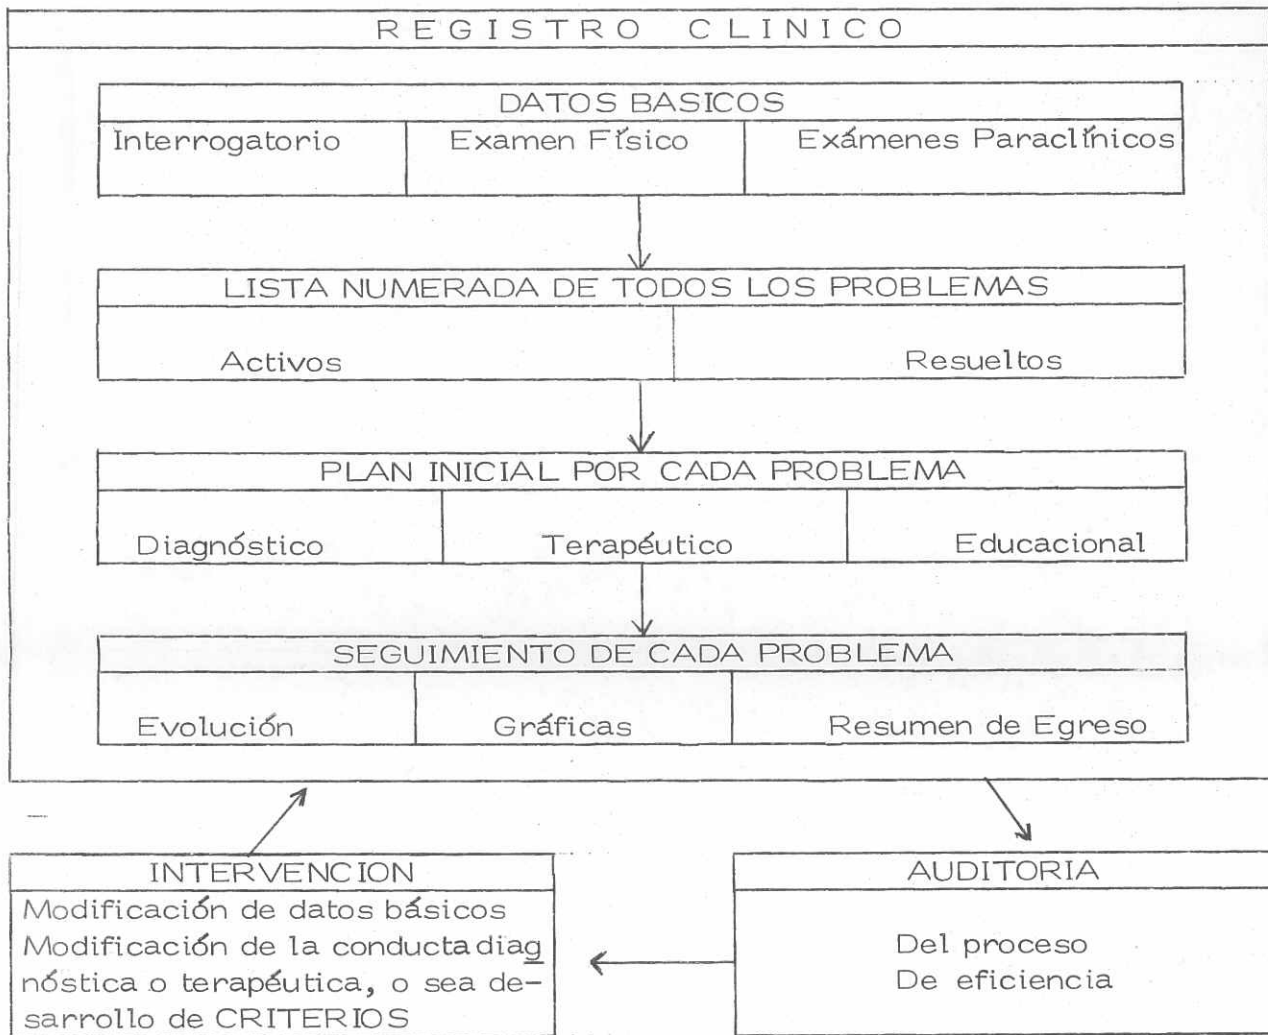 REGISTRO CLINICO
DATOS BASICOS
Interrogatorio
Examen Físico
Exámenes Paraclínicos
LISTA NUMERADA DE TODOS LOS PROBLEMAS
Activos
Resueltos
PLAN INICIAL POR CADA PROBLEMA
Diagnóstico
Terapéutico
Educacional
SEGUIMIENTO DE CADA PROBLEMA
Evolución
Gráficas
Resumen de Egreso
INTERVENCION
Modificación de datos básicos
Modificación de la conducta diag
nóstica o terapéutica, o sea de-
sarrollo de CRITERIOS
AUDITORIA
Del proceso
De eficiencia